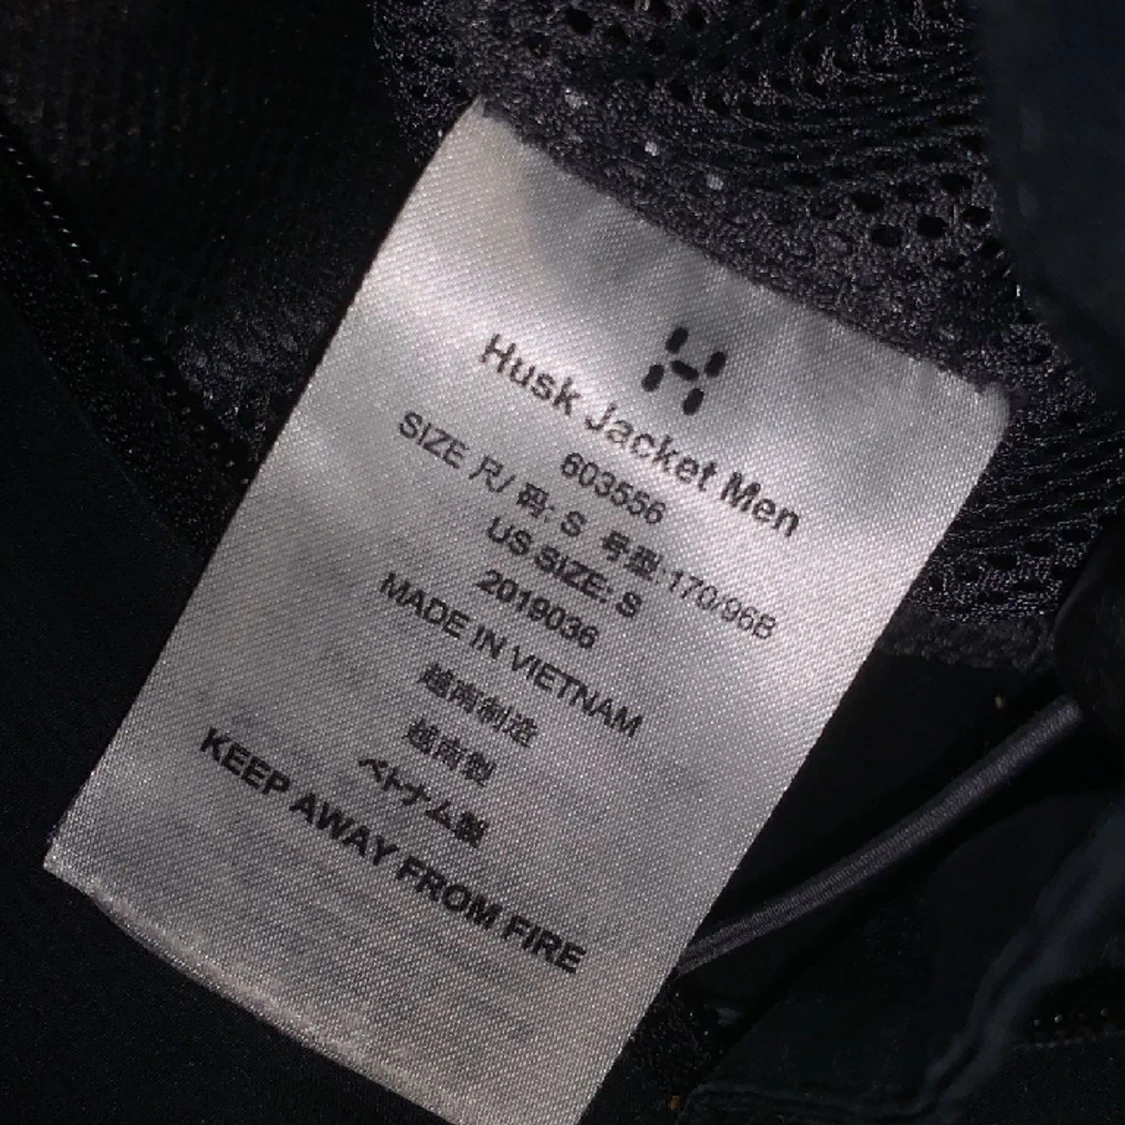 Husk Jacket Men
603556
SIZE 尺/ 码: S 号型: 170/96B
US SIZE: S
2019036
MADE IN VIETNAM
越南制造
越南製
ベトナム製
KEEP AWAY FROM FIRE